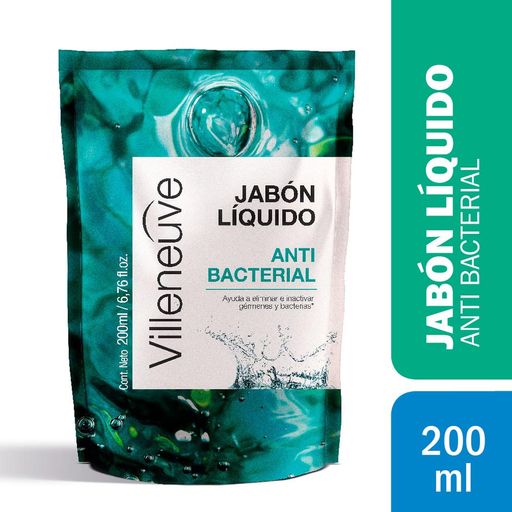 Villeneuve
Cont. Neto 200ml / 6,76 fl.oz.
JABÓN
LÍQUIDO
ANTI
BACTERIAL
Ayuda a eliminar e inactivar
gérmenes y bacterias*
JABÓN LÍQUIDO
ANTI BACTERIAL
200
ml